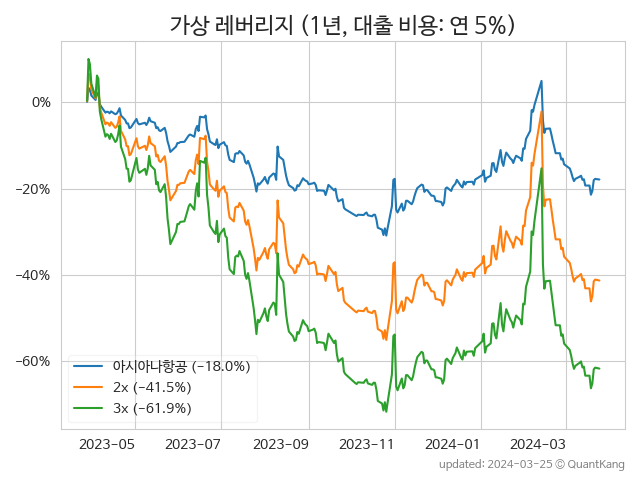 가상 레버리지 (1년, 대출 비용: 연 5%)
0%
−20%
−40%
−60%
아시아나항공 (−18.0%)
2x (−41.5%)
3x (−61.9%)
2023−05 2023−07 2023−09 2023−11 2024−01 2024−03
updated: 2024−03−25 © QuantKang